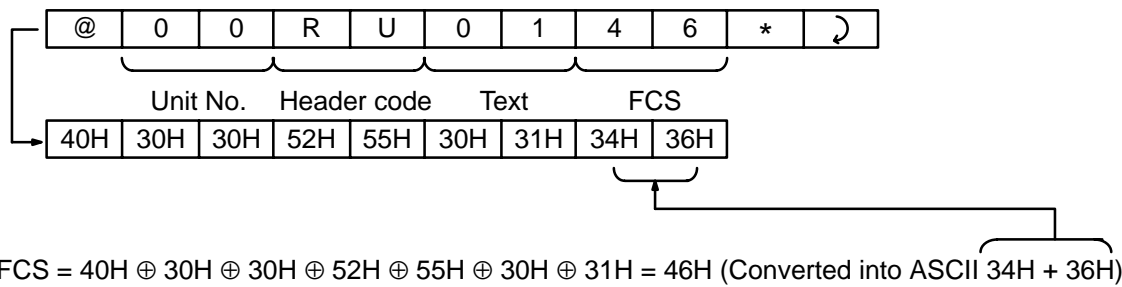 @ 0 0 R U 0 1 4 6 *
Unit No. Header code Text FCS
40H 30H 30H 52H 55H 30H 31H 34H 36H
FCS = 40H ⊕ 30H ⊕ 30H ⊕ 52H ⊕ 55H ⊕ 30H ⊕ 31H = 46H (Converted into ASCII 34H + 36H)